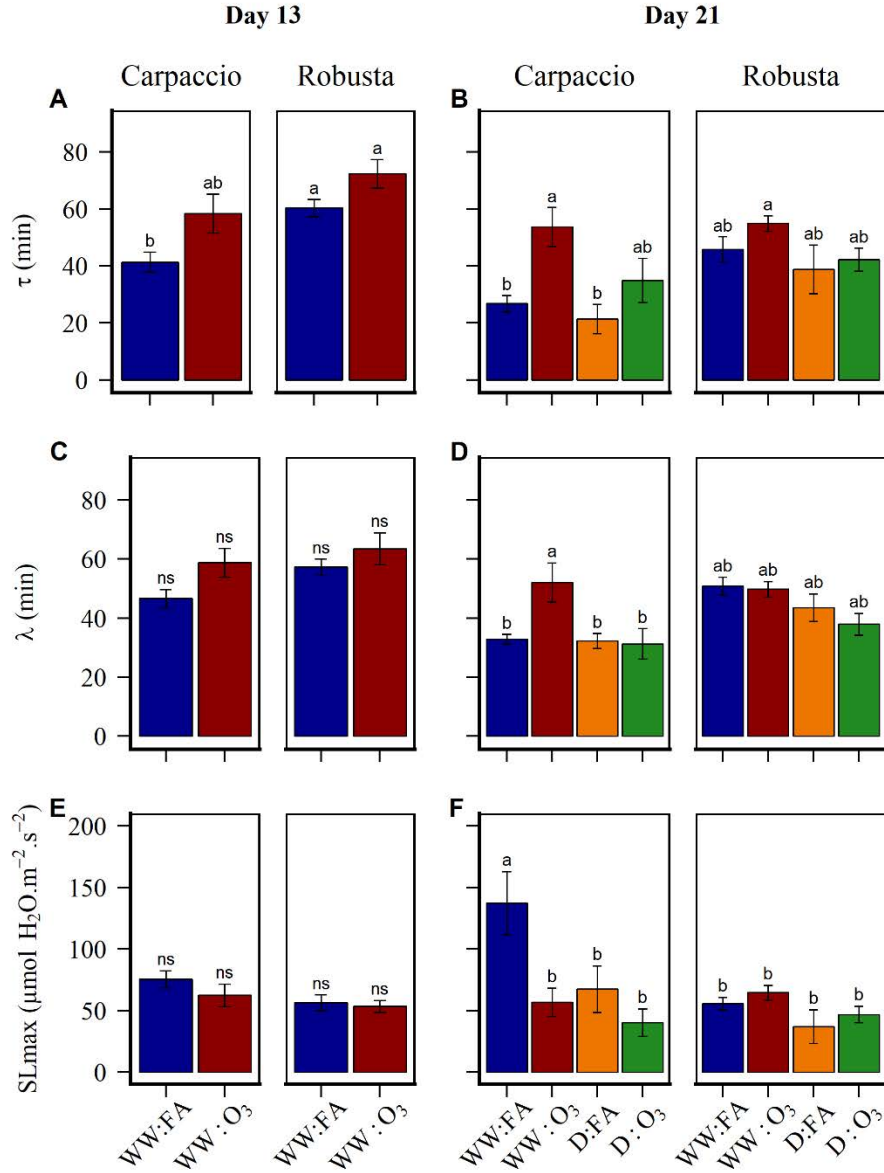 Day 13 Day 21
Carpaccio Robusta Carpaccio Robusta
A B
τ (min)
80
60
40
20
0
b ab a a b a b ab ab a ab ab
C D
λ (min)
80
60
40
20
0
ns ns ns ns b a b b ab ab ab ab
E F
SLmax (µmol H₂O.m⁻².s⁻²)
200
150
100
50
0
ns ns ns ns a b b b b b b b
WW:FA WW:O₃ WW:FA WW:O₃ WW:FA WW:O₃ D:FA D:O₃ WW:FA WW:O₃ D:FA D:O₃